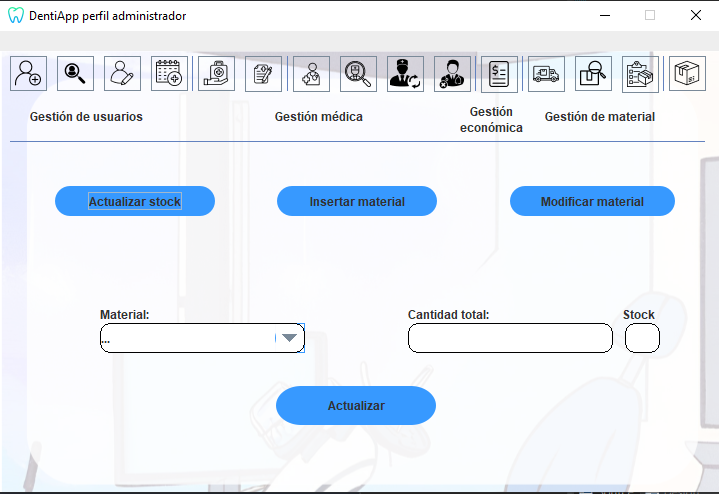 DentiApp perfil administrador
Gestión de usuarios
Gestión médica
Gestión
económica
Gestión de material
Actualizar stock
Insertar material
Modificar material
Material:
Cantidad total:
Stock
...
Actualizar